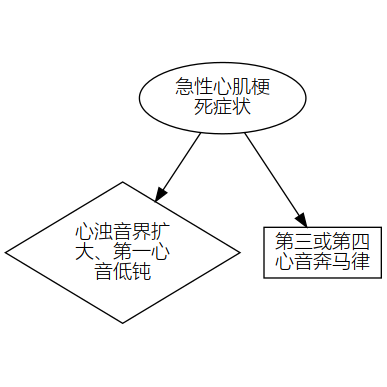 急性心肌梗
死症状
心浊音界扩
大、第一心
音低钝
第三或第四
心音奔马律